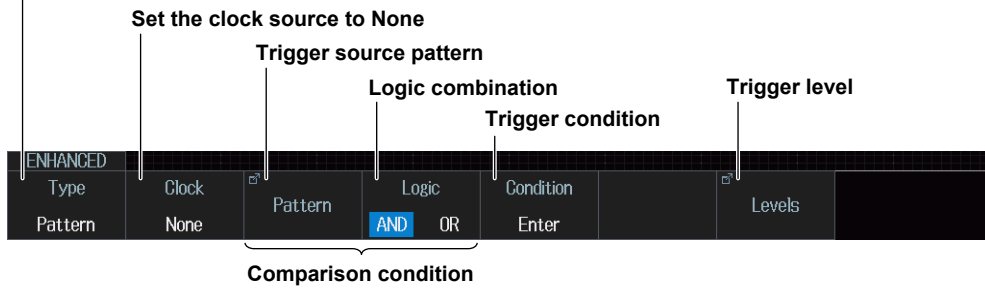 Set the clock source to None
Trigger source pattern
Logic combination
Trigger level
Trigger condition
ENHANCED
Type
Clock
Pattern
Logic
Condition
Levels
Pattern
None
AND OR
Enter
Comparison condition